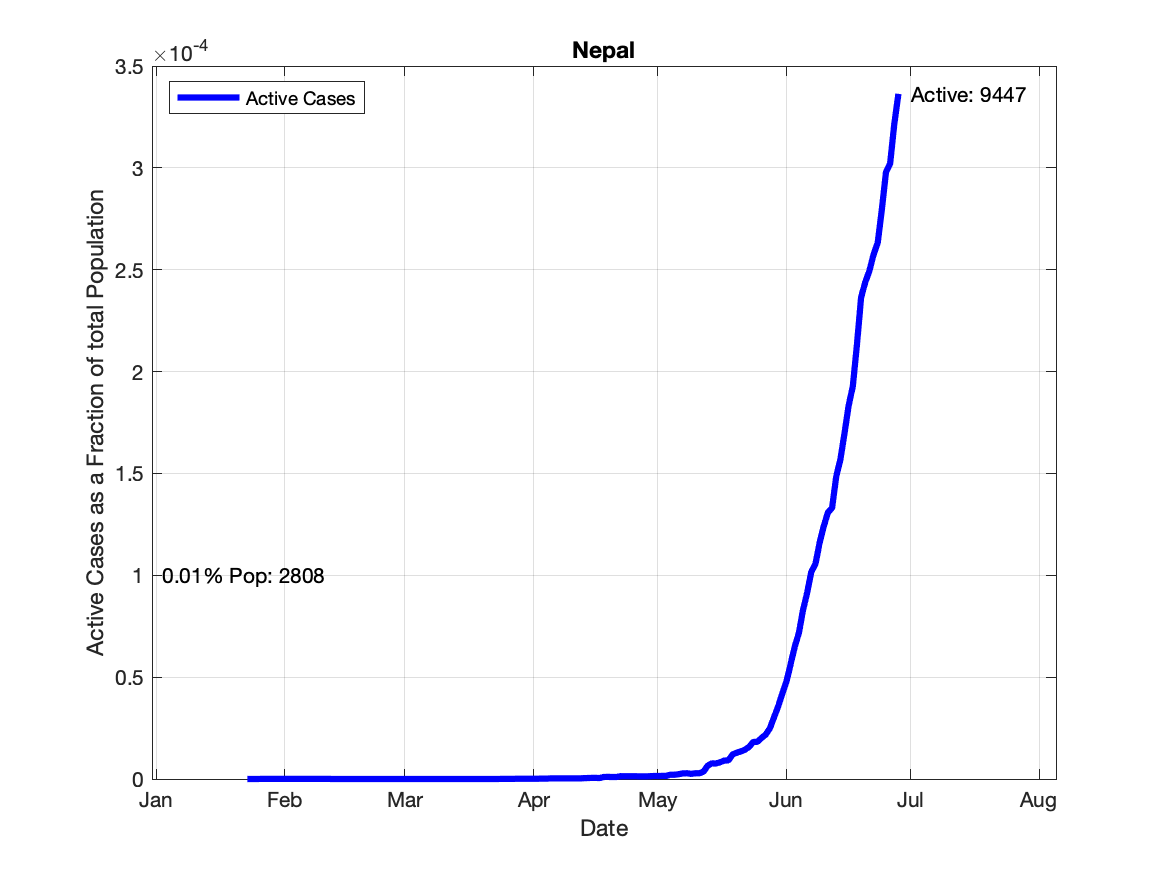 Nepal
×10^-4
3.5
3
2.5
2
1.5
1
0.5
0
Active Cases
Active: 9447
0.01% Pop: 2808
Active Cases as a Fraction of total Population
Jan Feb Mar Apr May Jun Jul Aug
Date